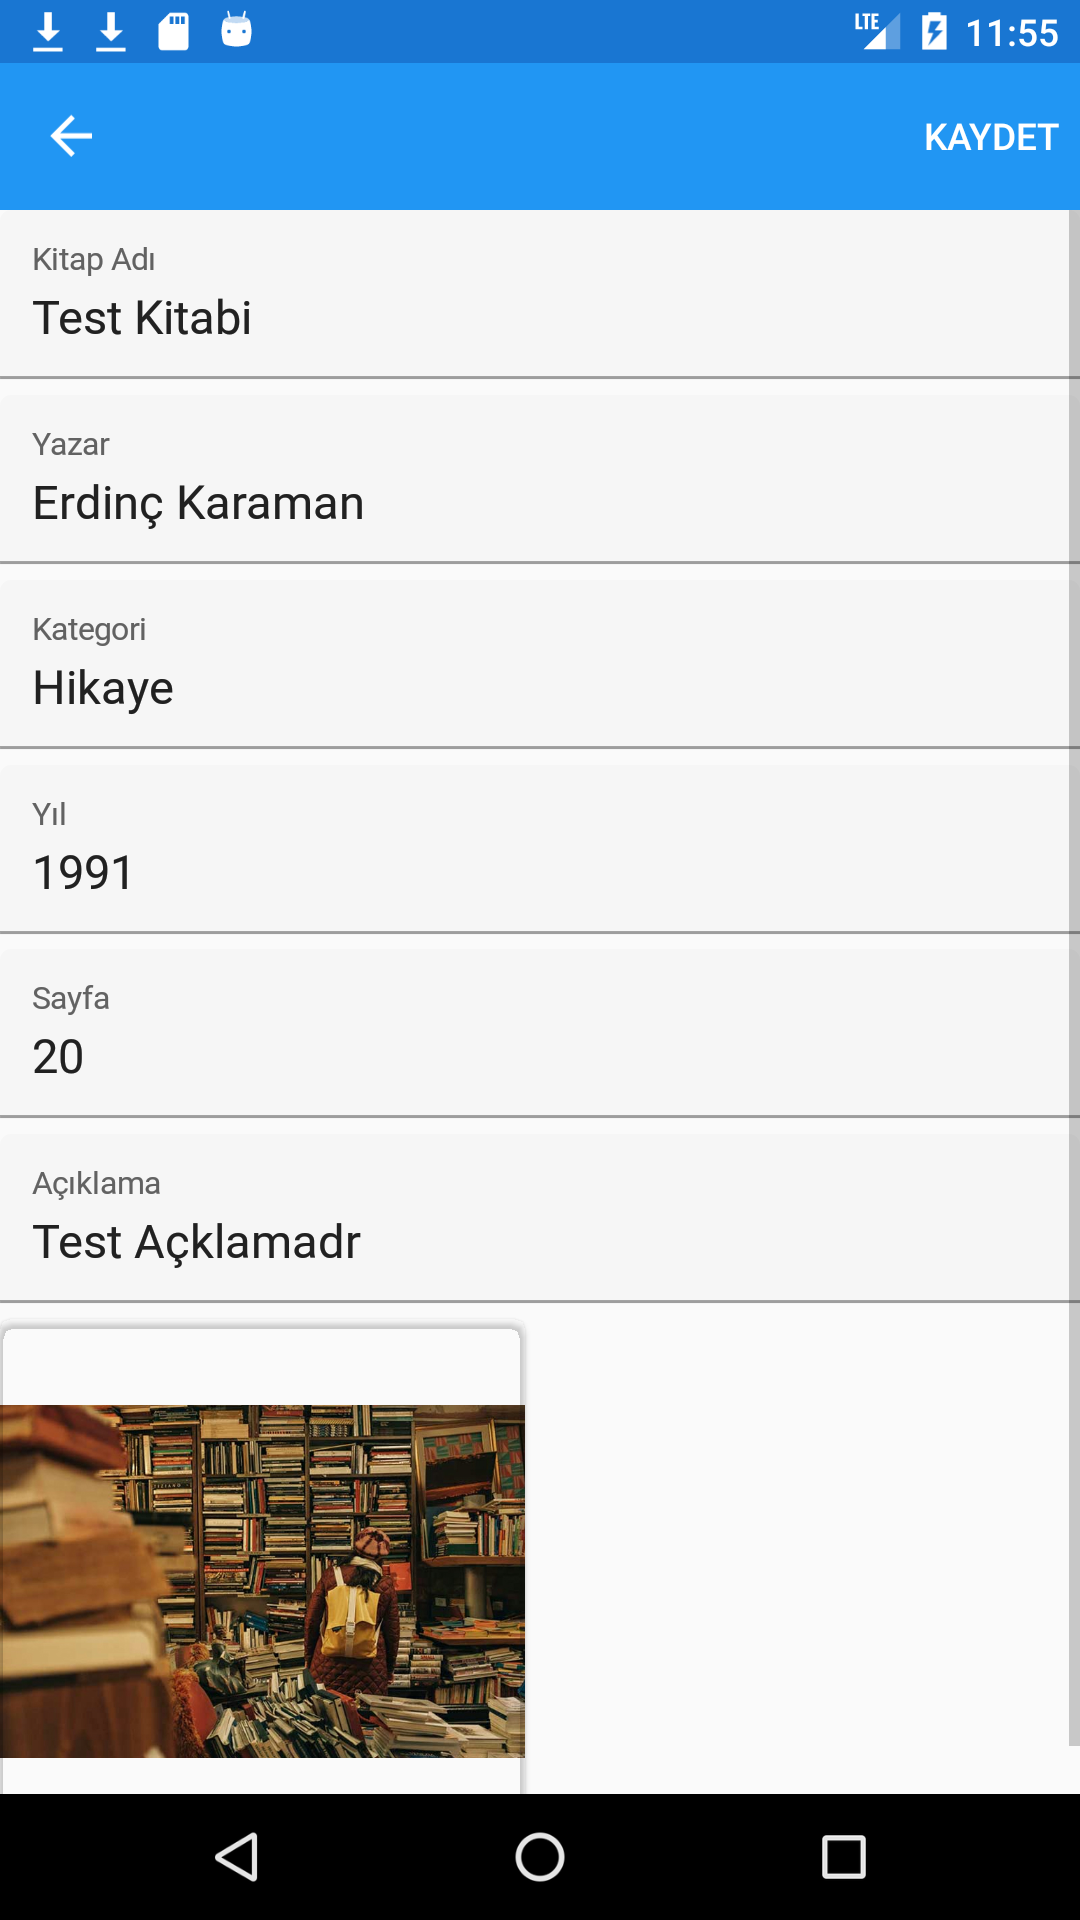 LTE 11:55
KAYDET
Kitap Adı
Test Kitabi
Yazar
Erdinç Karaman
Kategori
Hikaye
Yıl
1991
Sayfa
20
Açıklama
Test Açklamadr